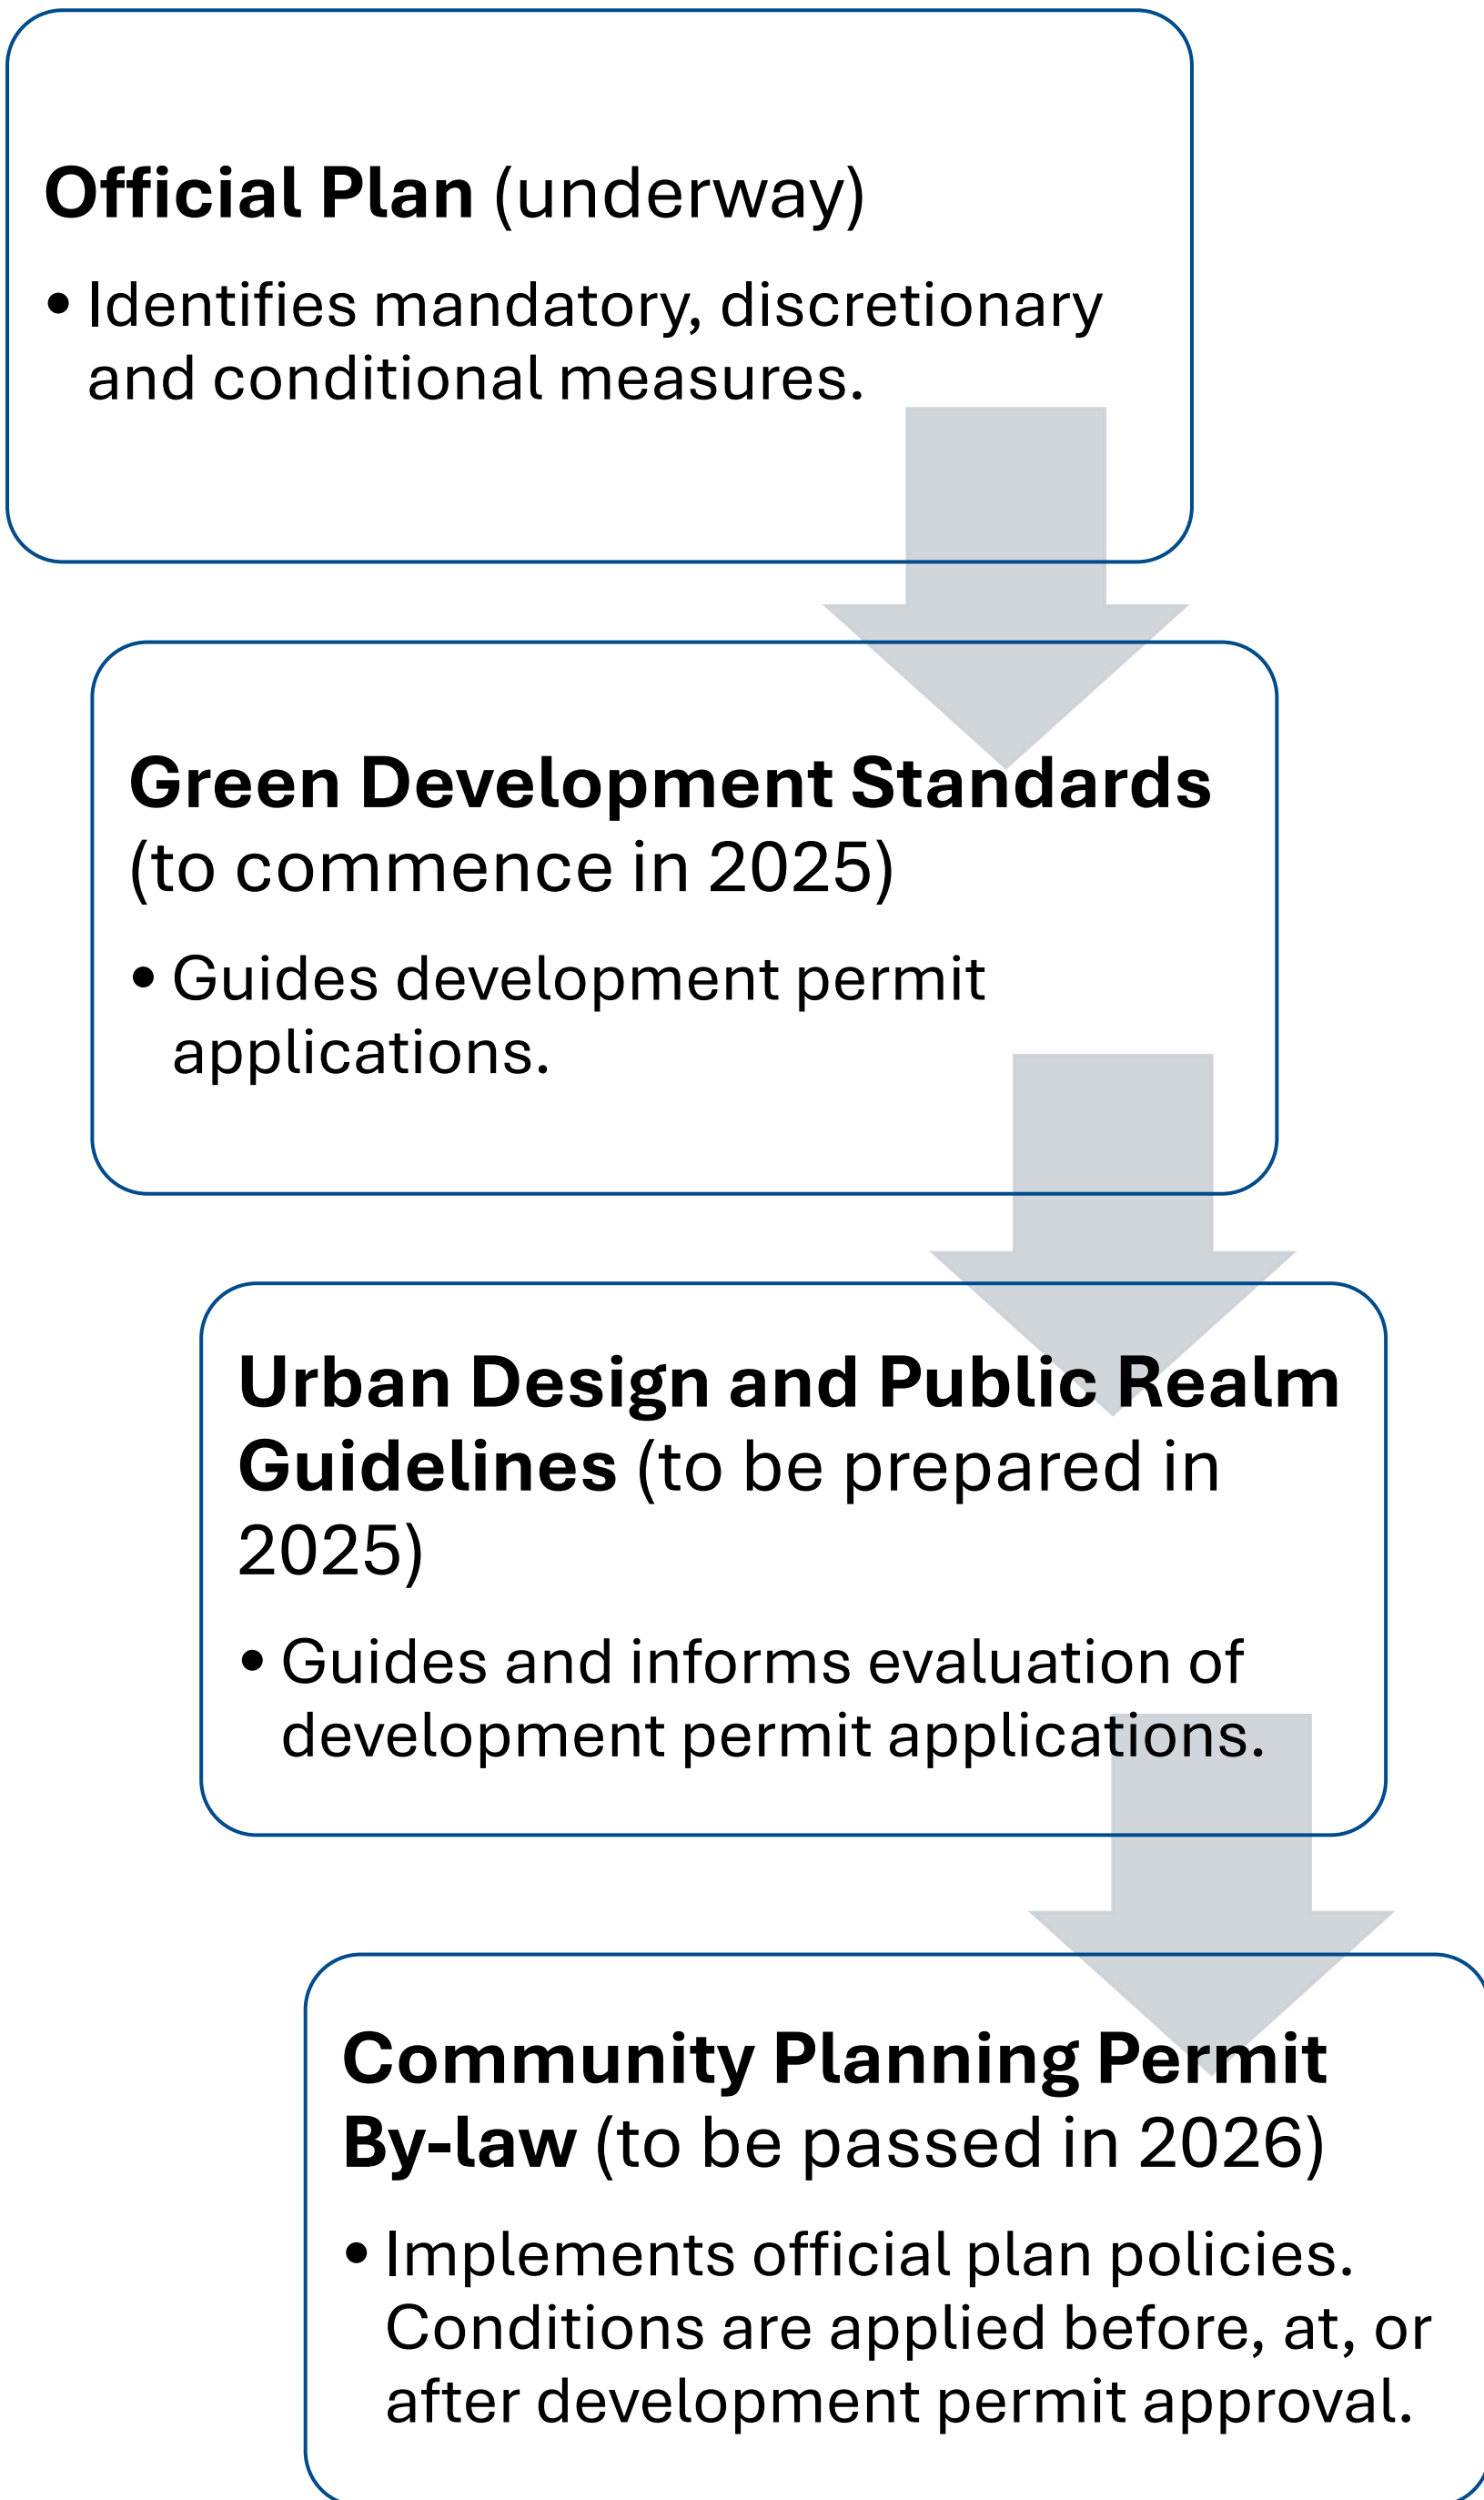 Official Plan (underway)
• Identifies mandatory, discretionary
and conditional measures.
Green Development Standards
(to commence in 2025)
• Guides development permit
applications.
Urban Design and Public Realm
Guidelines (to be prepared in
2025)
• Guides and informs evaluation of
development permit applications.
Community Planning Permit
By-law (to be passed in 2026)
• Implements official plan policies.
Conditions are applied before, at, or
after development permit approval.